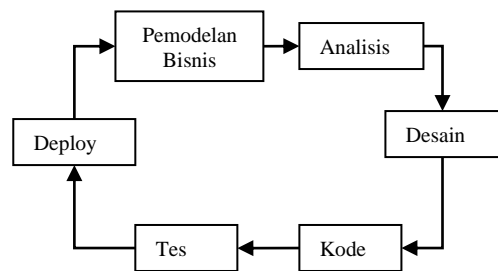 Pemodelan
Bisnis
Analisis
Desain
Kode
Tes
Deploy